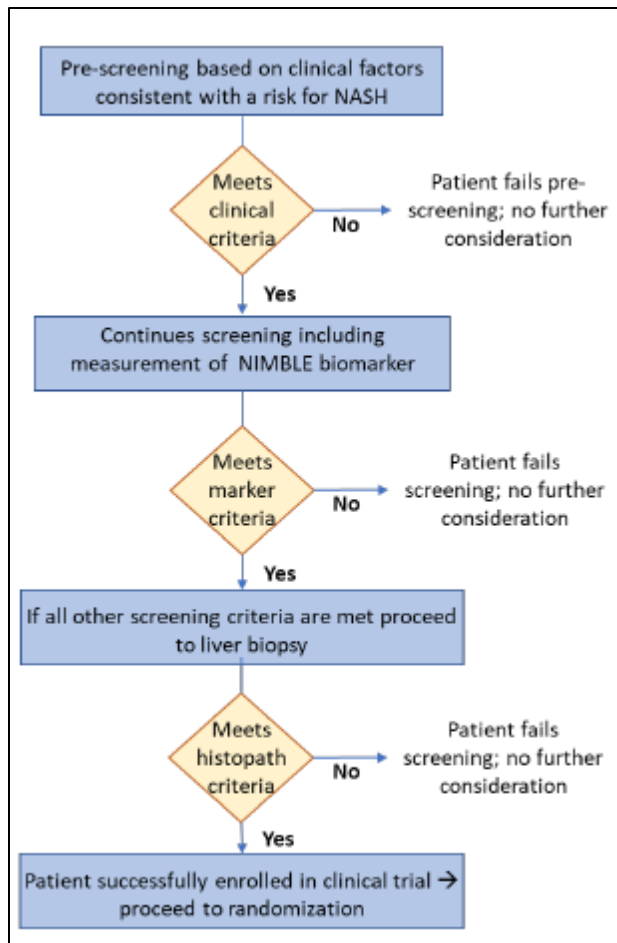 Pre-screening based on clinical factors
consistent with a risk for NASH
Meets
clinical
criteria
No
Patient fails pre-
screening; no further
consideration
Yes
Continues screening including
measurement of NIMBLE biomarker
Meets
marker
criteria
No
Patient fails
screening; no further
consideration
Yes
If all other screening criteria are met proceed
to liver biopsy
Meets
histopath
criteria
No
Patient fails
screening; no further
consideration
Yes
Patient successfully enrolled in clinical trial →
proceed to randomization